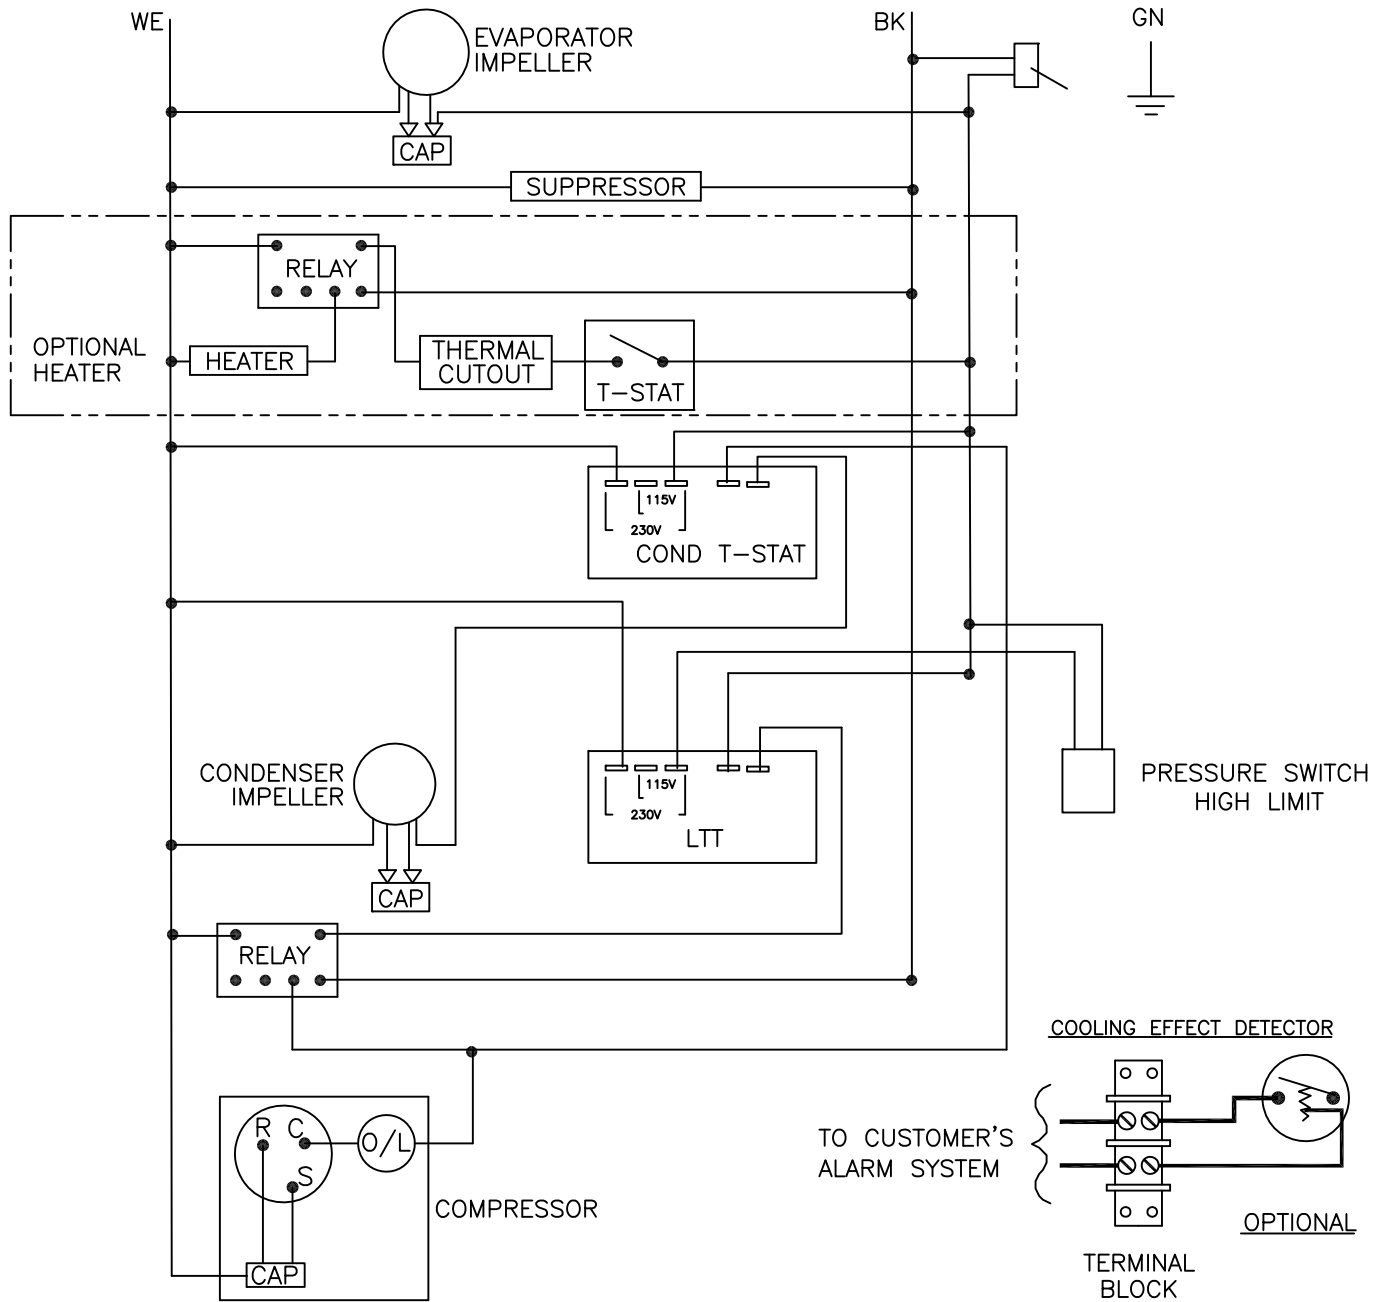 WE
BK
GN
EVAPORATOR
IMPELLER
CAP
SUPPRESSOR
RELAY
OPTIONAL
HEATER
HEATER
THERMAL
CUTOUT
T-STAT
115V
230V
COND T-STAT
CONDENSER
IMPELLER
CAP
115V
230V
LTT
PRESSURE SWITCH
HIGH LIMIT
RELAY
COOLING EFFECT DETECTOR
R C
O/L
S
CAP
COMPRESSOR
TO CUSTOMER'S
ALARM SYSTEM
OPTIONAL
TERMINAL
BLOCK